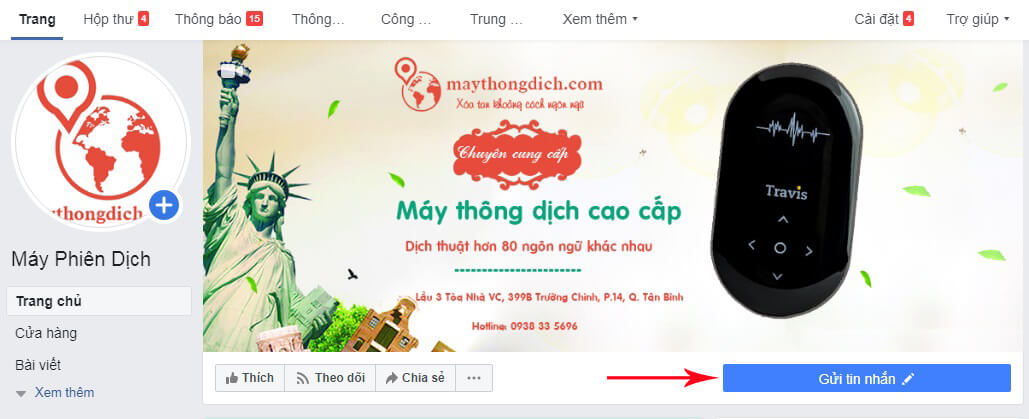 Trang Hộp thư 4 Thông báo 15 Thông... Công ... Trung ... Xem thêm Cài đặt 4 Trợ giúp
maythongdich.com
Xóa tan khoảng cách ngôn ngữ
Chuyên cung cấp
Máy thông dịch cao cấp
Dịch thuật hơn 80 ngôn ngữ khác nhau
Lầu 3 Tòa Nhà VC, 399B Trường Chinh, P.14, Q. Tân Bình
Hotline: 0938 33 5696
Travis
ythongdich
Máy Phiên Dịch
Trang chủ
Cửa hàng
Bài viết
Xem thêm
Thích Theo dõi Chia sẻ ... Gửi tin nhắn